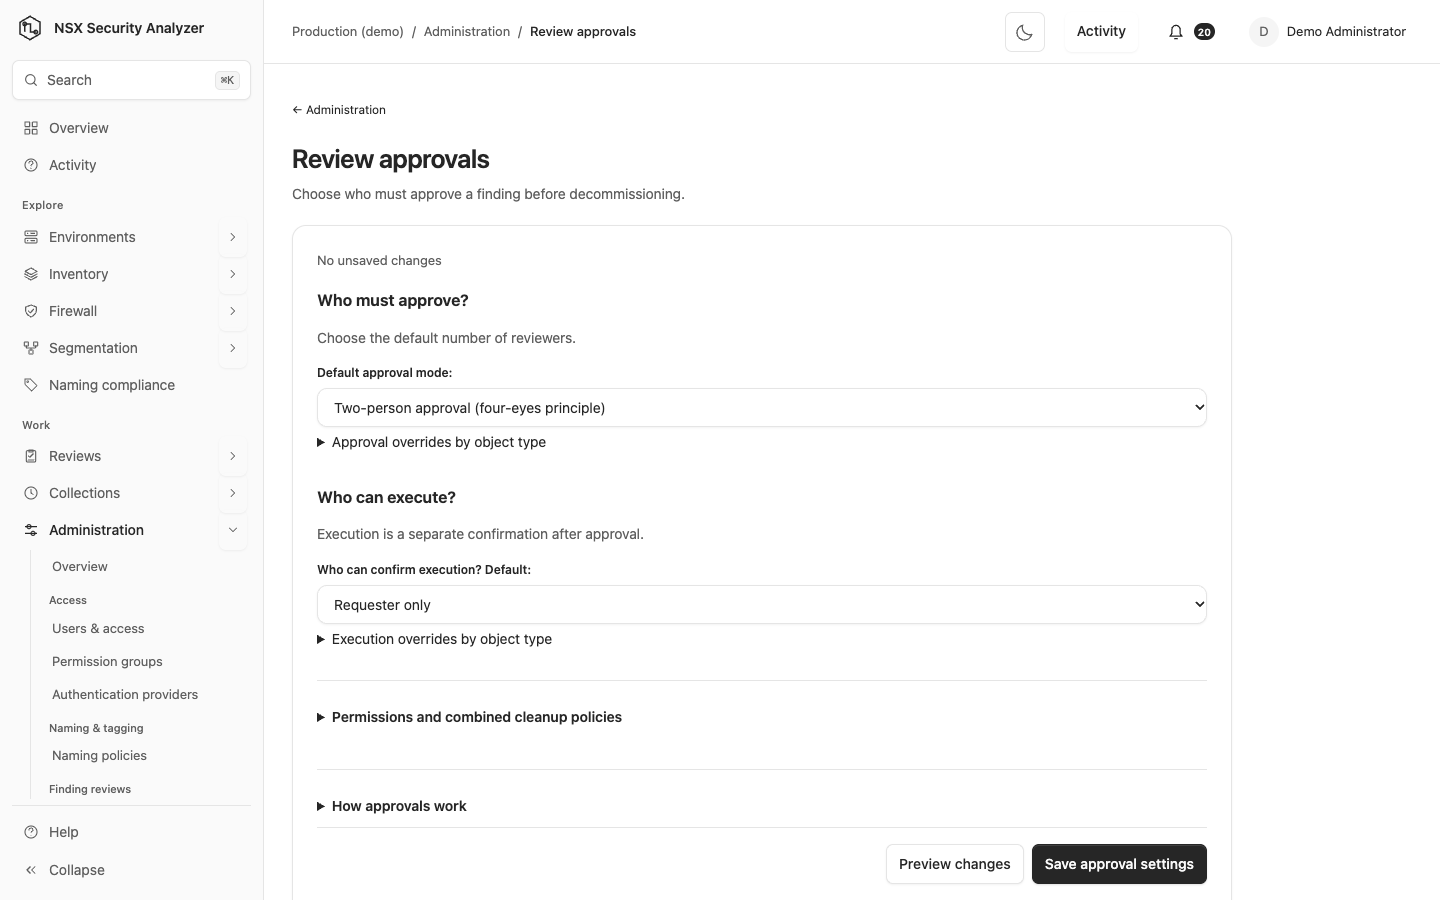 NSX Security Analyzer
Search ⌘K
Overview
Activity
Explore
Environments
Inventory
Firewall
Segmentation
Naming compliance
Work
Reviews
Collections
Administration
Overview
Access
Users & access
Permission groups
Authentication providers
Naming & tagging
Naming policies
Finding reviews
Help
Collapse
Production (demo) / Administration / Review approvals
Activity
20
D Demo Administrator
← Administration
Review approvals
Choose who must approve a finding before decommissioning.
No unsaved changes
Who must approve?
Choose the default number of reviewers.
Default approval mode:
Two-person approval (four-eyes principle)
Approval overrides by object type
Who can execute?
Execution is a separate confirmation after approval.
Who can confirm execution? Default:
Requester only
Execution overrides by object type
Permissions and combined cleanup policies
How approvals work
Preview changes
Save approval settings